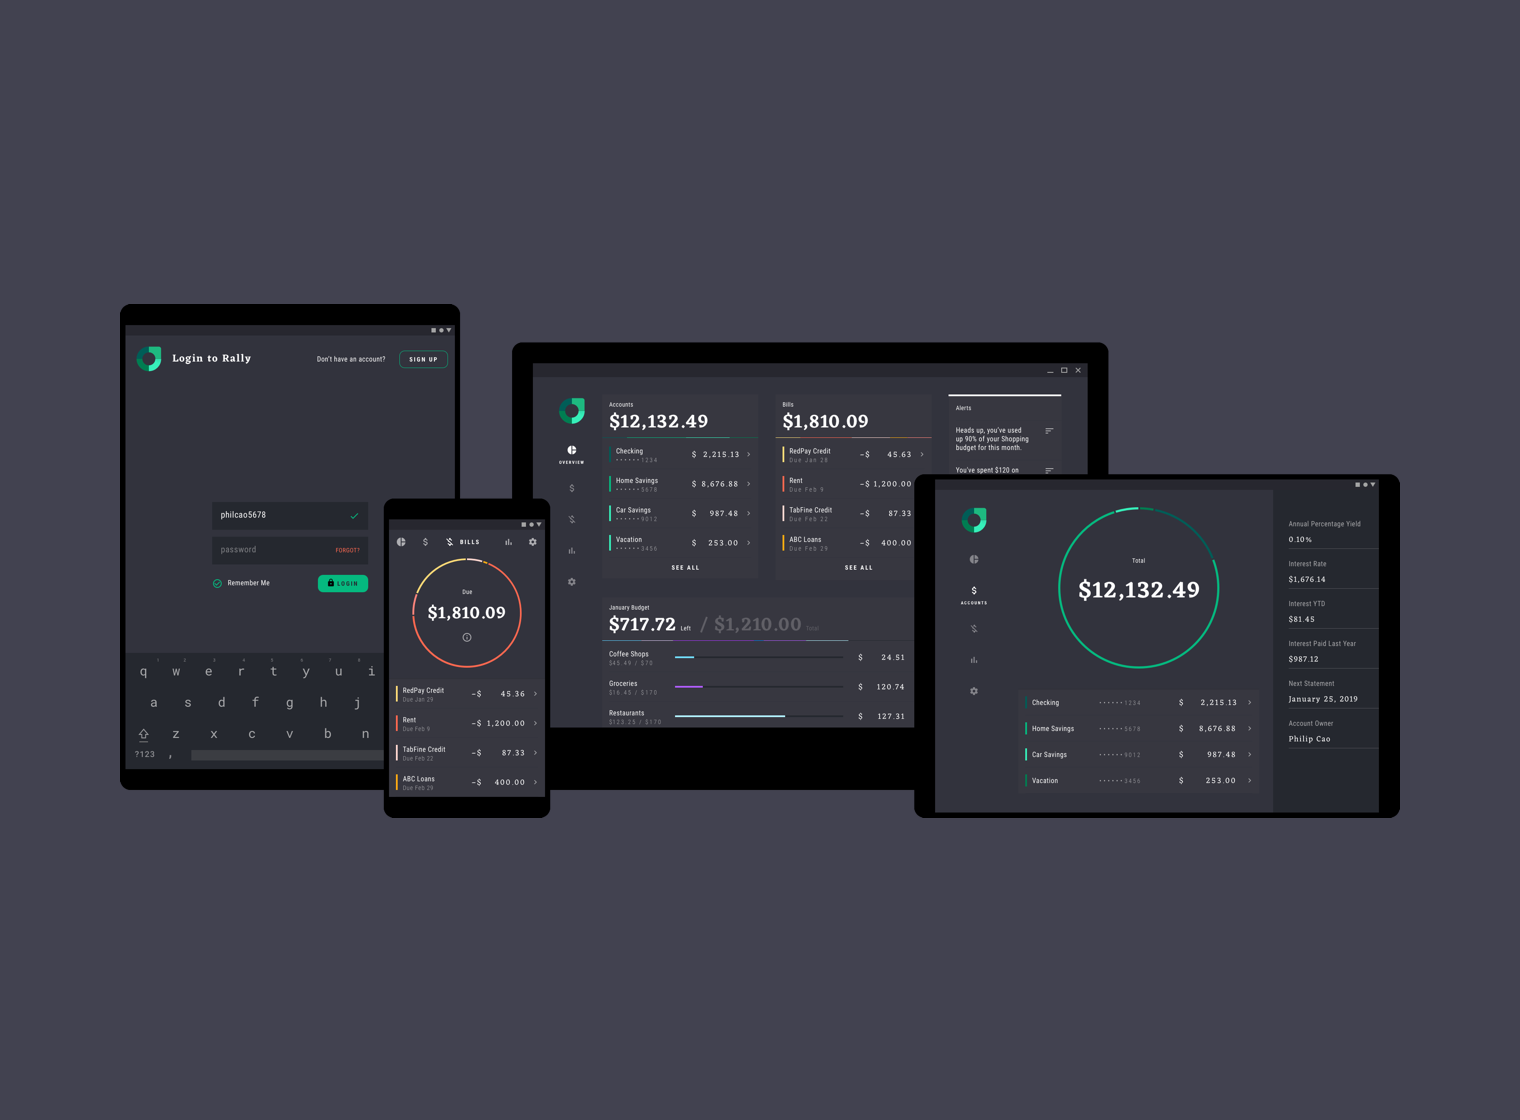 Login to Rally
Don't have an account?
SIGN UP
philcao5678
password
FORGOT?
Remember Me
LOGIN
q w e r t y u i
a s d f g h j
z x c v b n
?123 ,
BILLS
Due
$1,810.09
RedPay Credit -$ 45.36
Due Jan 29
Rent -$ 1,200.00
Due Feb 9
TabFine Credit -$ 87.33
Due Feb 22
ABC Loans -$ 400.00
Due Feb 29
OVERVIEW
Accounts
$12,132.49
Checking $ 2,215.13
······1234
Home Savings $ 8,676.88
······5678
Car Savings $ 987.48
······9012
Vacation $ 253.00
······3456
SEE ALL
Bills
$1,810.09
RedPay Credit -$ 45.63
Due Jan 28
Rent -$ 1,200.00
Due Feb 9
TabFine Credit -$ 87.33
Due Feb 22
ABC Loans -$ 400.00
Due Feb 29
SEE ALL
Alerts
Heads up, you've used
up 90% of your Shopping
budget for this month.
You've spent $120 on
January Budget
$717.72 Left / $1,210.00 Total
Coffee Shops $ 24.51
$45.49 / $70
Groceries $ 120.74
$16.45 / $170
Restaurants $ 127.31
$123.25 / $170
ACCOUNTS
Total
$12,132.49
Checking ······1234 $ 2,215.13
Home Savings ······5678 $ 8,676.88
Car Savings ······9012 $ 987.48
Vacation ······3456 $ 253.00
Annual Percentage Yield
0.10%
Interest Rate
$1,676.14
Interest YTD
$81.45
Interest Paid Last Year
$987.12
Next Statement
January 25, 2019
Account Owner
Philip Cao